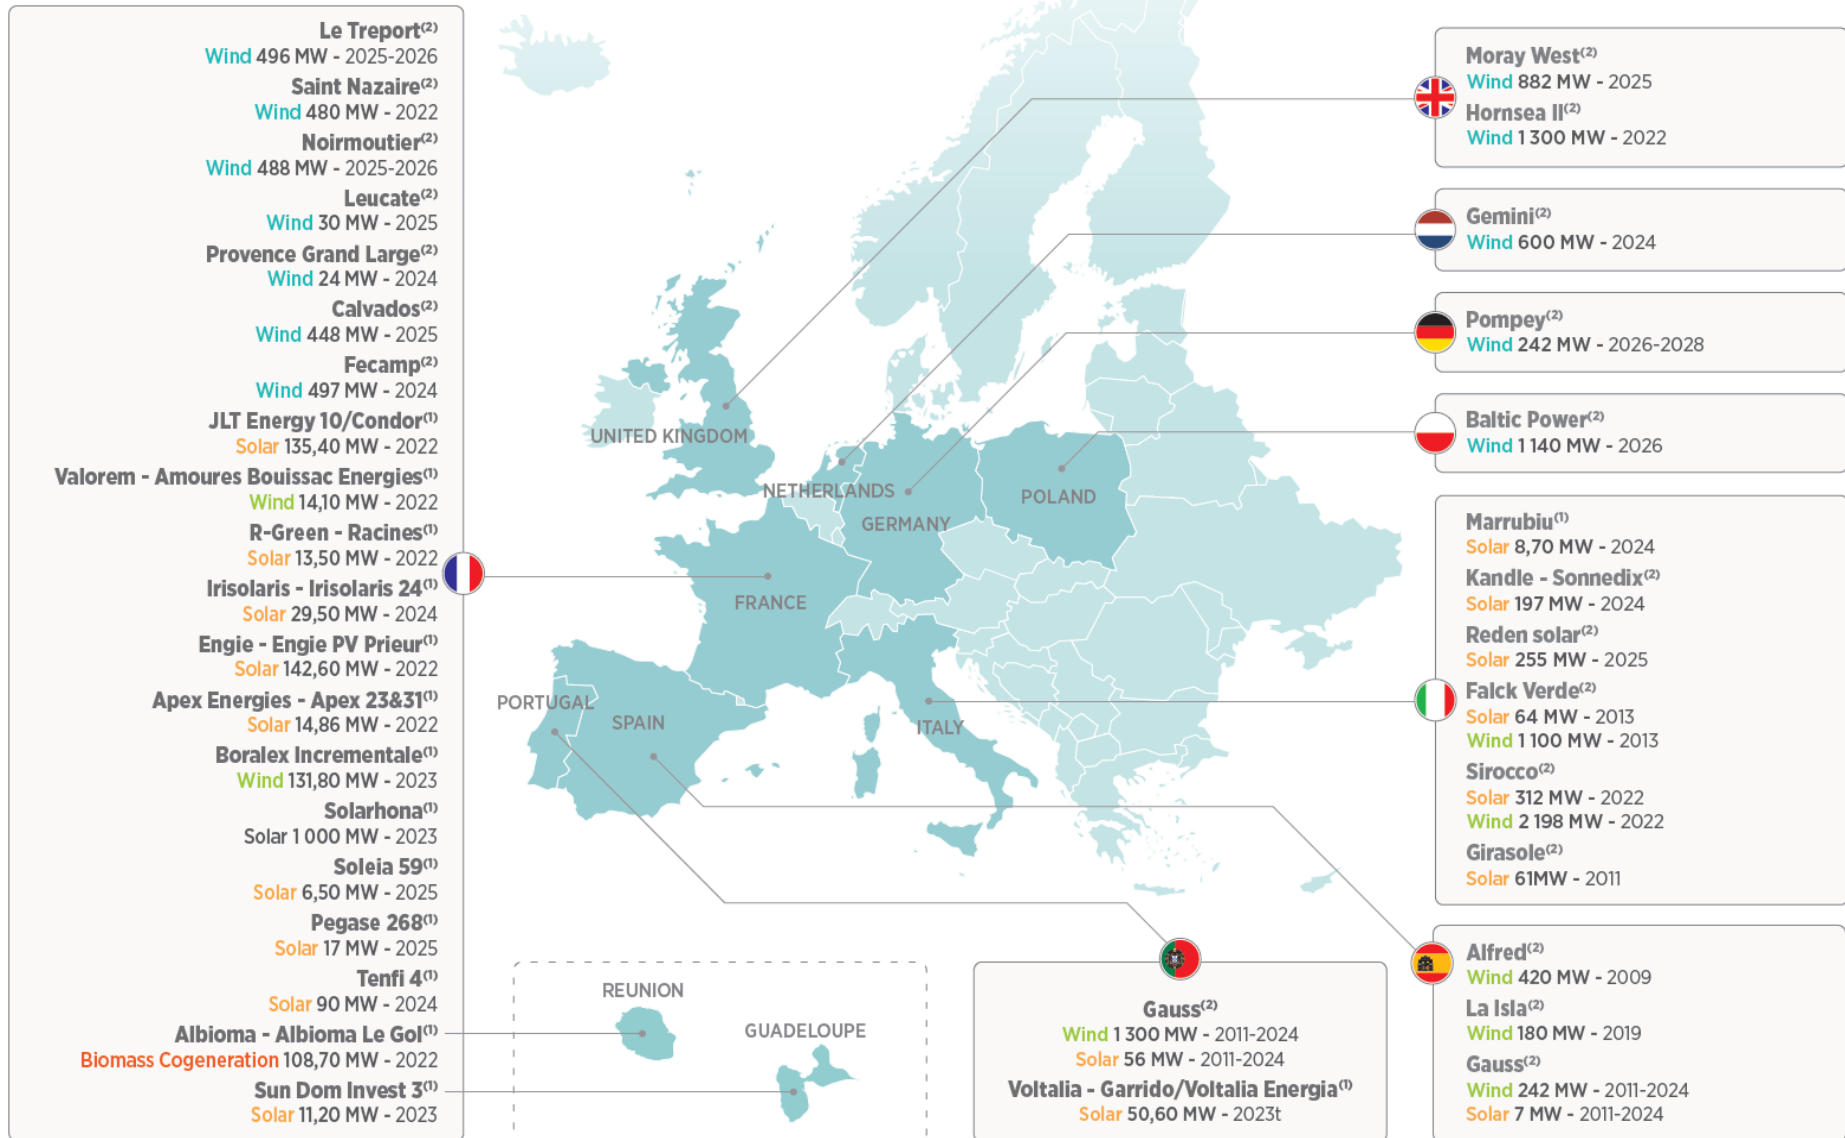 Le Treport(2)
Wind 496 MW - 2025-2026
Saint Nazaire(2)
Wind 480 MW - 2022
Noirmoutier(2)
Wind 488 MW - 2025-2026
Leucate(2)
Wind 30 MW - 2025
Provence Grand Large(2)
Wind 24 MW - 2024
Calvados(2)
Wind 448 MW - 2025
Fecamp(2)
Wind 497 MW - 2024
JLT Energy 10/Condor(1)
Solar 135,40 MW - 2022
Valorem - Amoures Bouissac Energies(1)
Wind 14,10 MW - 2022
R-Green - Racines(1)
Solar 13,50 MW - 2022
Irisolaris - Irisolaris 24(1)
Solar 29,50 MW - 2024
Engie - Engie PV Prieur(1)
Solar 142,60 MW - 2022
Apex Energies - Apex 23&31(1)
Solar 14,86 MW - 2022
Boralex Incrementale(1)
Wind 131,80 MW - 2023
Solarhona(1)
Solar 1 000 MW - 2023
Soleia 59(1)
Solar 6,50 MW - 2025
Pegase 268(1)
Solar 17 MW - 2025
Tenfi 4(1)
Solar 90 MW - 2024
Albioma - Albioma Le Gol(1)
Biomass Cogeneration 108,70 MW - 2022
Sun Dom Invest 3(1)
Solar 11,20 MW - 2023
UNITED KINGDOM
NETHERLANDS
GERMANY
POLAND
FRANCE
PORTUGAL
SPAIN
ITALY
REUNION
GUADELOUPE
Moray West(2)
Wind 882 MW - 2025
Hornsea II(2)
Wind 1 300 MW - 2022
Gemini(2)
Wind 600 MW - 2024
Pompey(2)
Wind 242 MW - 2026-2028
Baltic Power(2)
Wind 1 140 MW - 2026
Marrubiu(1)
Solar 8,70 MW - 2024
Kandle - Sonnedix(2)
Solar 197 MW - 2024
Reden solar(2)
Solar 255 MW - 2025
Falck Verde(2)
Solar 64 MW - 2013
Wind 1 100 MW - 2013
Sirocco(2)
Solar 312 MW - 2022
Wind 2 198 MW - 2022
Girasole(2)
Solar 61MW - 2011
Gauss(2)
Wind 1 300 MW - 2011-2024
Solar 56 MW - 2011-2024
Voltalia - Garrido/Voltalia Energia(1)
Solar 50,60 MW - 2023t
Alfred(2)
Wind 420 MW - 2009
La Isla(2)
Wind 180 MW - 2019
Gauss(2)
Wind 242 MW - 2011-2024
Solar 7 MW - 2011-2024